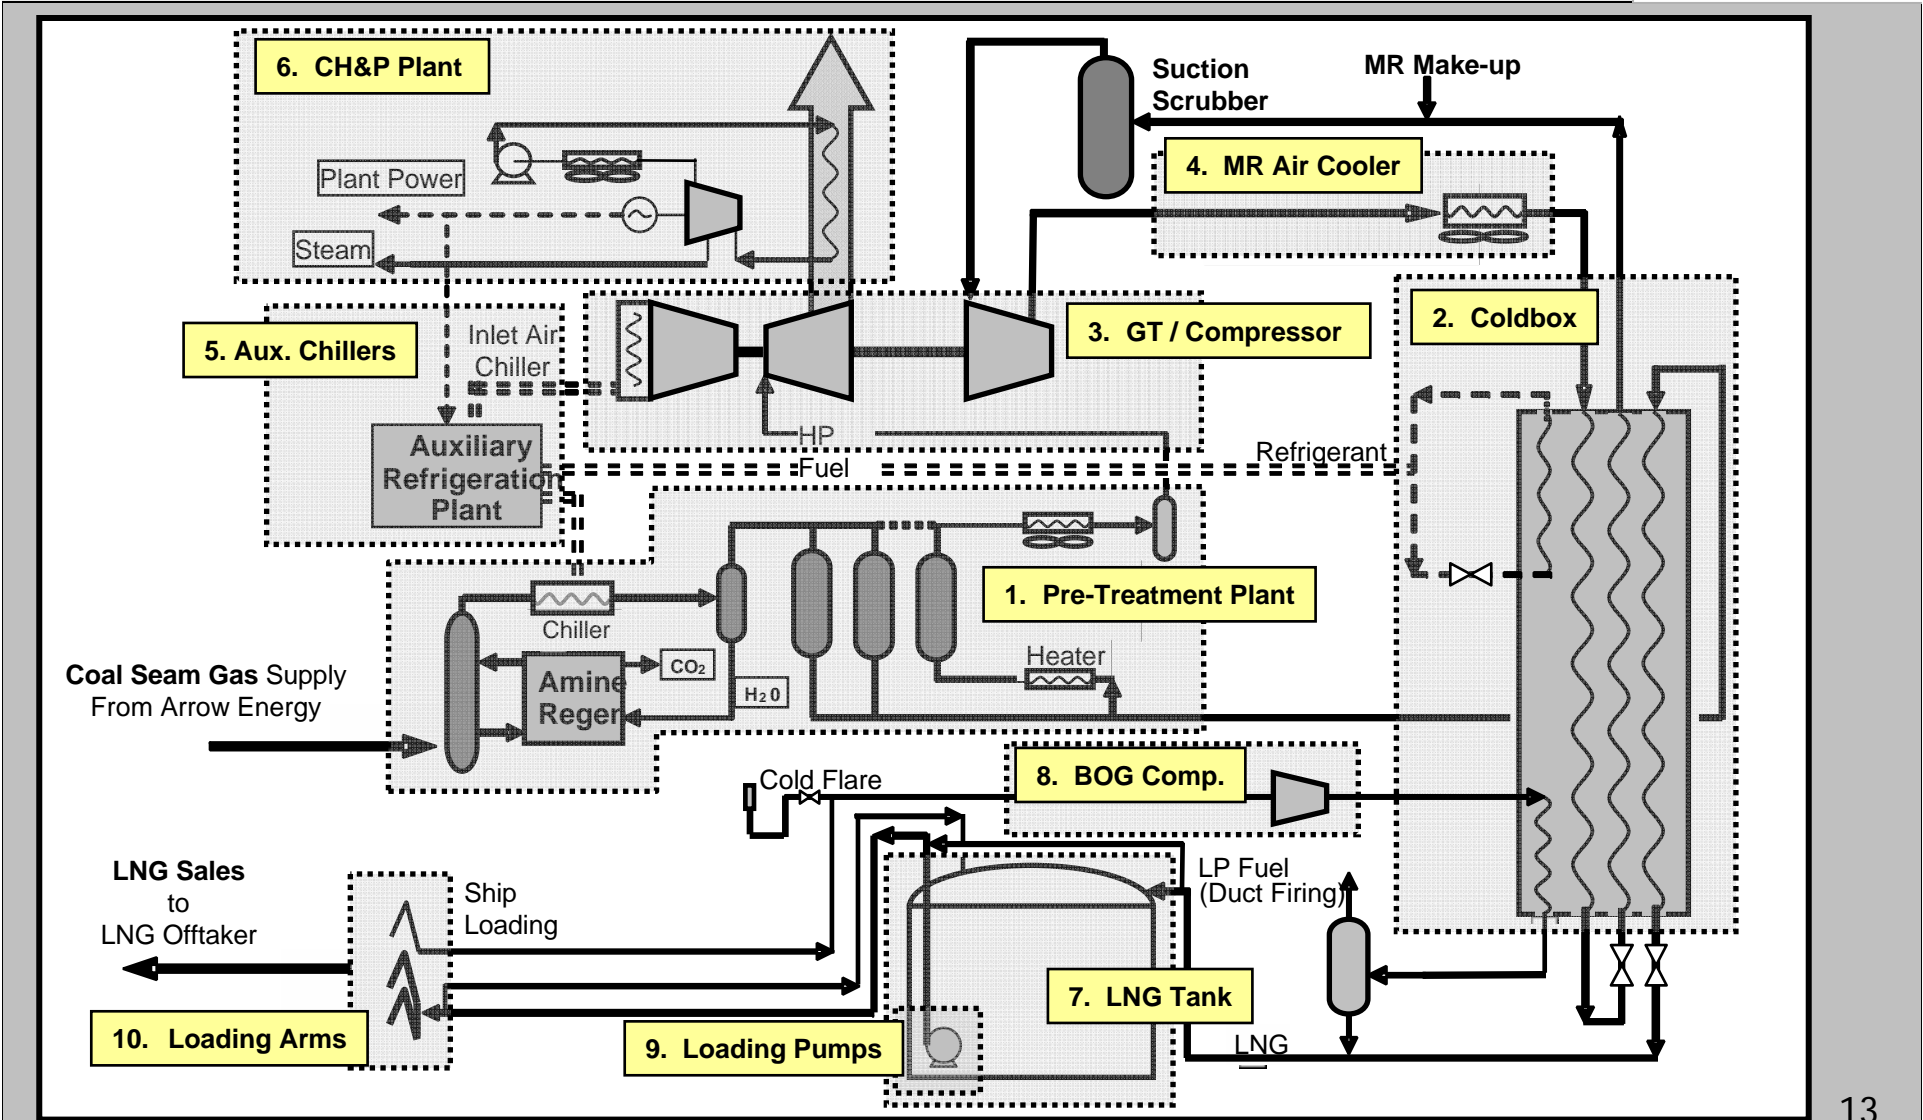 6. CH&P Plant
Suction
Scrubber
MR Make-up
4. MR Air Cooler
Plant Power
Steam
2. Coldbox
3. GT / Compressor
5. Aux. Chillers
Inlet Air
Chiller
HP
Fuel
Refrigerant
Auxiliary
Refrigeration
Plant
1. Pre-Treatment Plant
Chiller
Heater
Coal Seam Gas Supply
From Arrow Energy
Amine
Reger
CO2
H2 0
8. BOG Comp.
Cold Flare
LP Fuel
(Duct Firing)
LNG Sales
to
LNG Offtaker
Ship
Loading
7. LNG Tank
10. Loading Arms
9. Loading Pumps
LNG
13